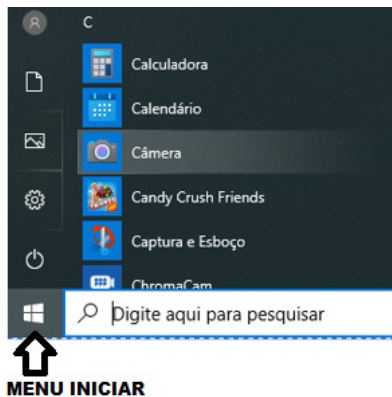 C
Calculadora
Calendário
Câmera
Candy Crush Friends
Captura e Esboço
ChromaCam
Digite aqui para pesquisar
MENU INICIAR